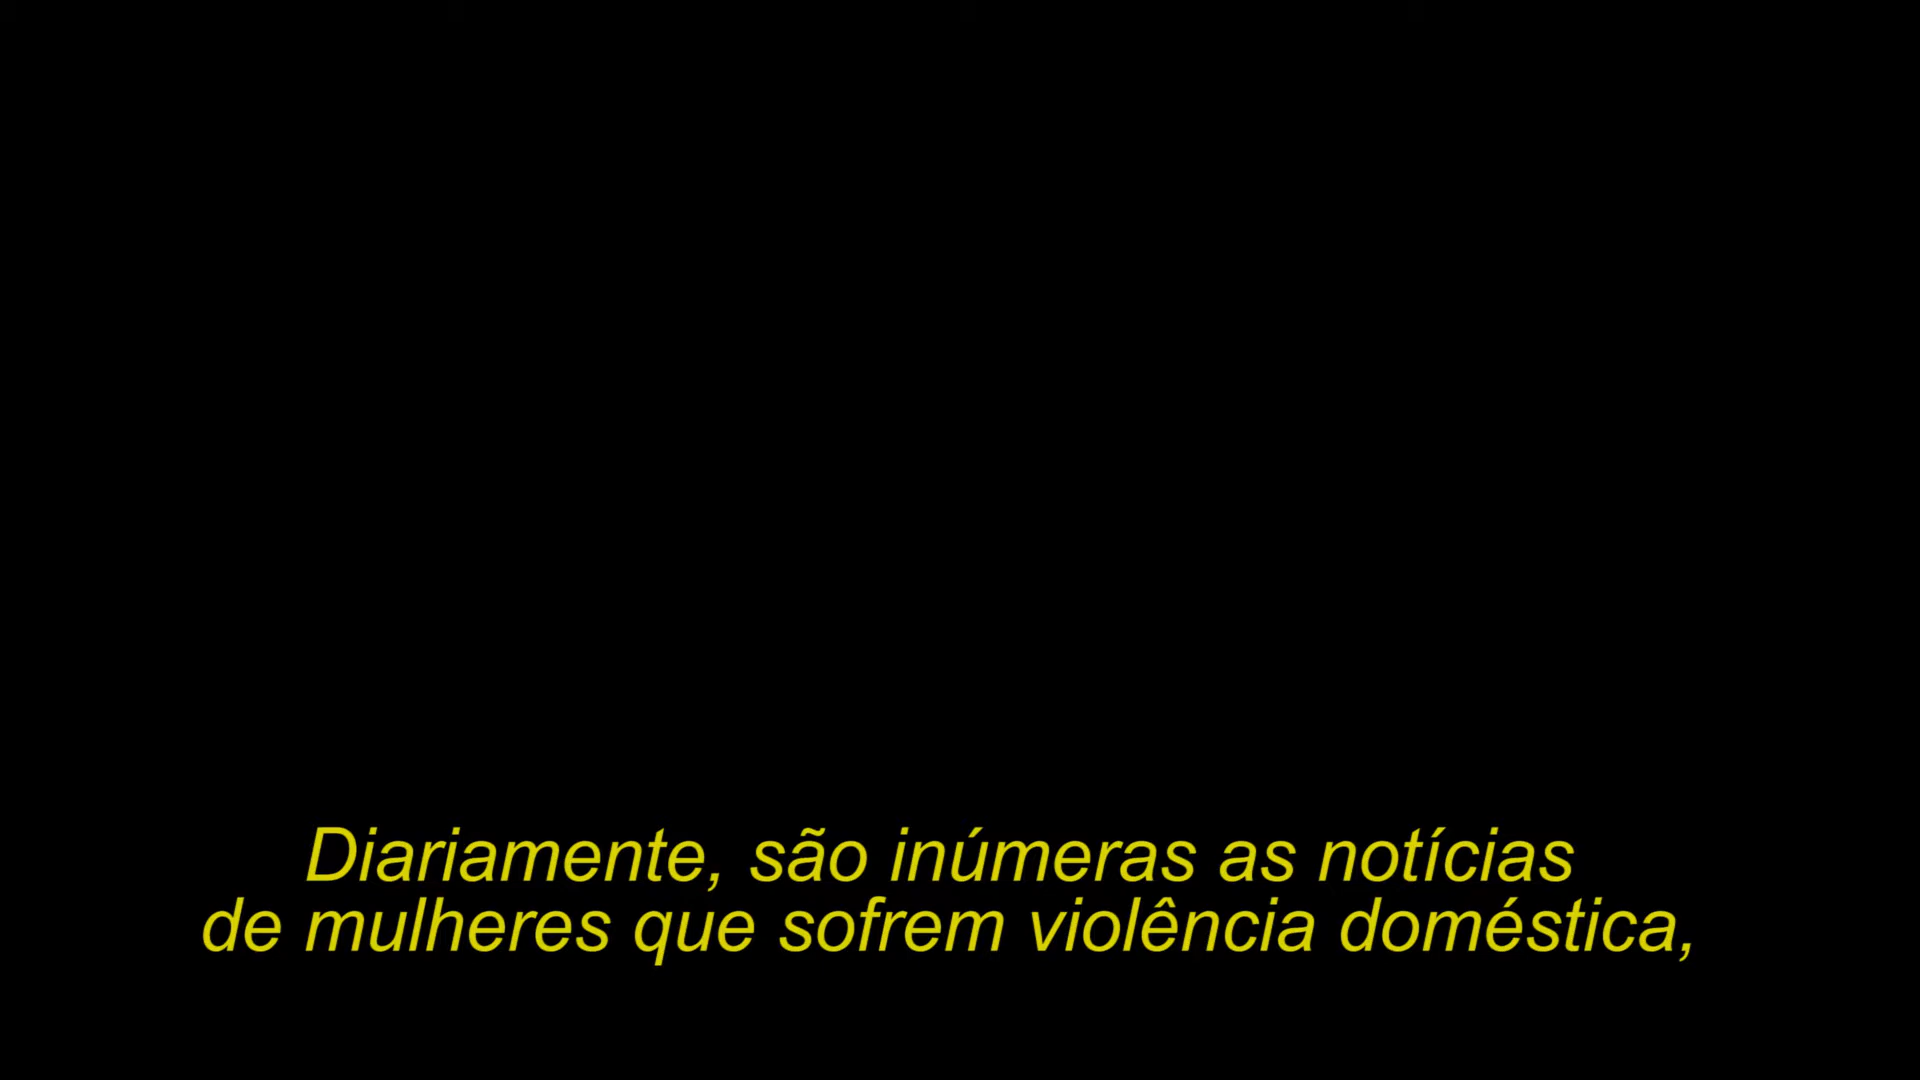 Diariamente, são inúmeras as notícias
de mulheres que sofrem violência doméstica,